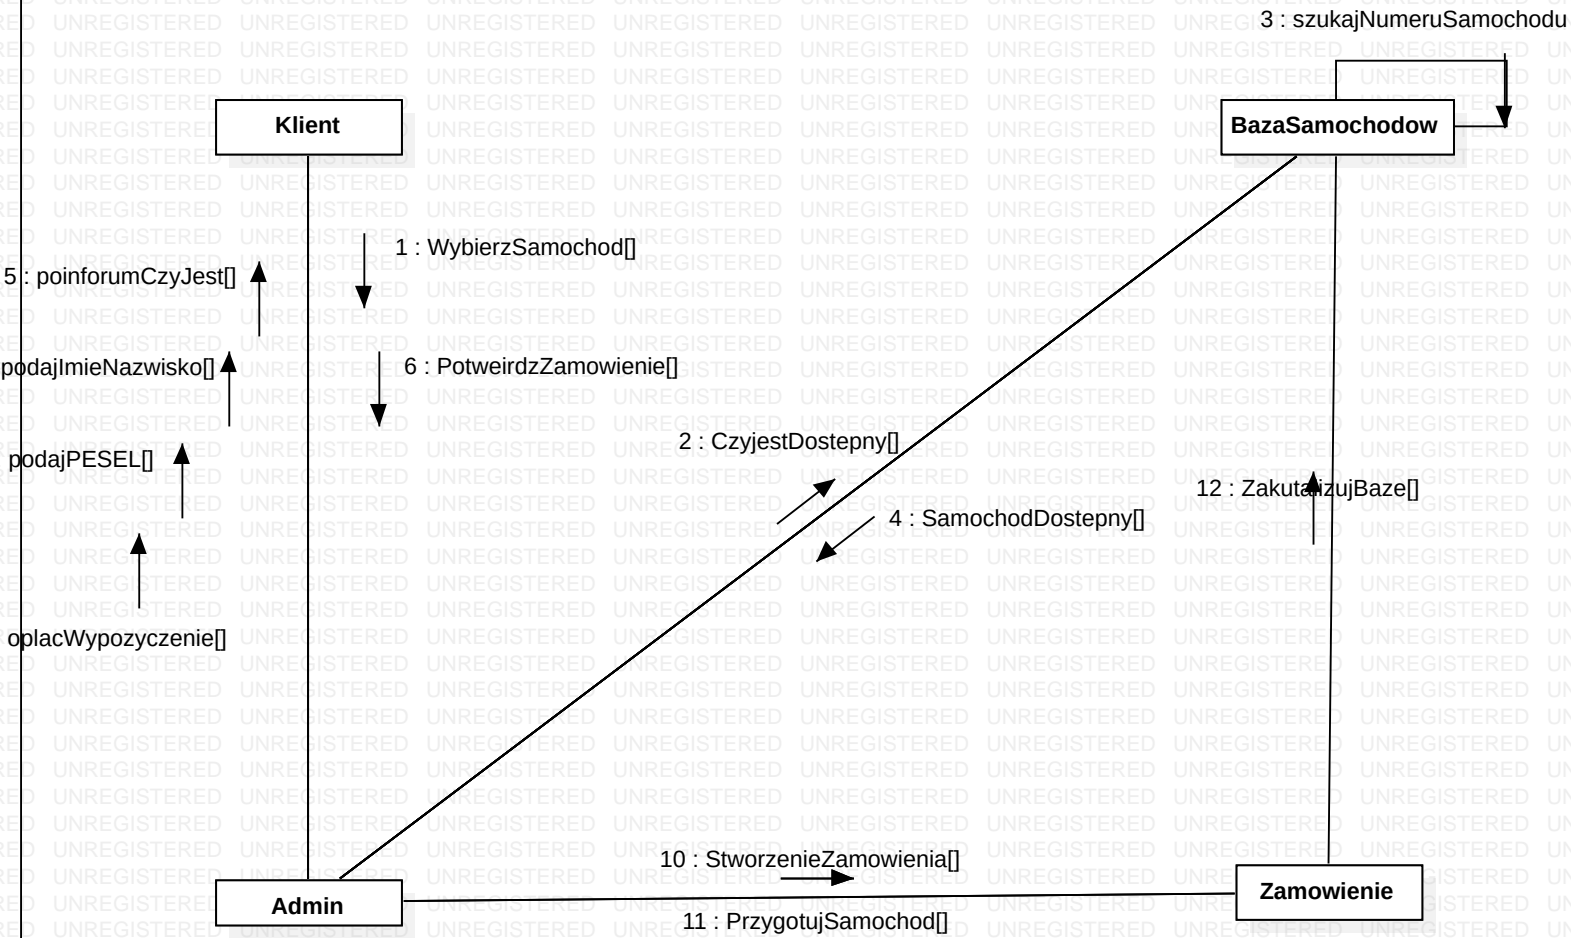 3 : szukajNumeruSamochodu
Klient
BazaSamochodow
1 : WybierzSamochod[]
5 : poinforumCzyJest[]
podajImieNazwisko[]
6 : PotweirdzZamowienie[]
2 : CzyjestDostepny[]
podajPESEL[]
12 : ZakutalizujBaze[]
4 : SamochodDostepny[]
oplacWypozyczenie[]
10 : StworzenieZamowienia[]
Zamowienie
Admin
11 : PrzygotujSamochod[]
UNREGISTERED